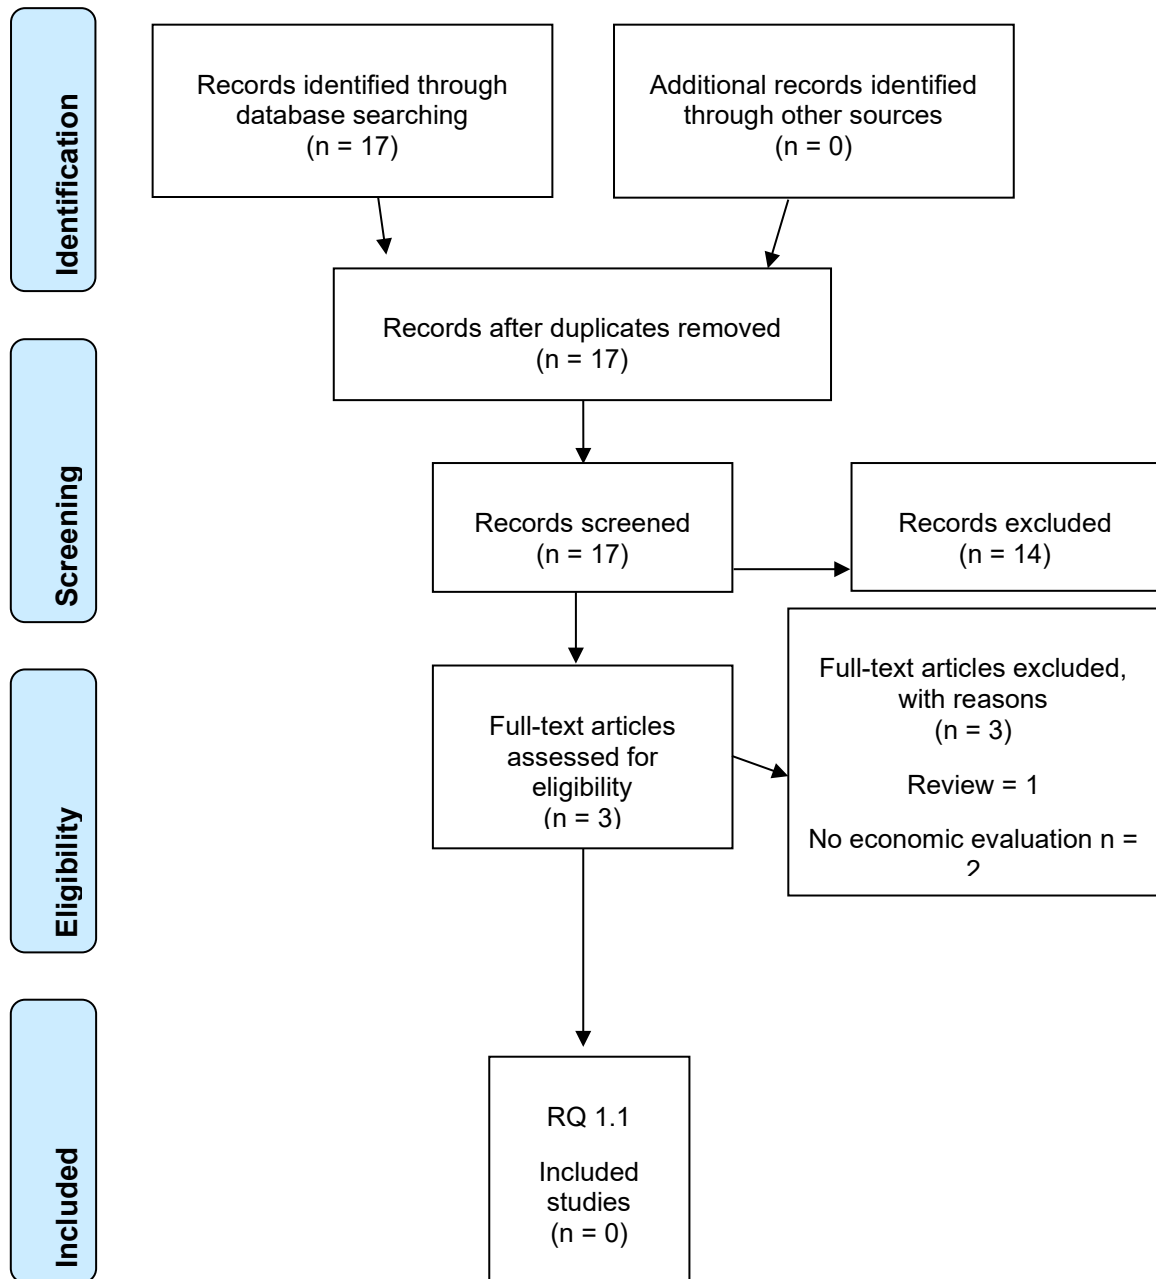 Identification
Records identified through
database searching
(n = 17)
Additional records identified
through other sources
(n = 0)
Records after duplicates removed
(n = 17)
Screening
Records screened
(n = 17)
Records excluded
(n = 14)
Eligibility
Full-text articles
assessed for
eligibility
(n = 3)
Full-text articles excluded,
with reasons
(n = 3)
Review = 1
No economic evaluation n =
2
Included
RQ 1.1
Included
studies
(n = 0)